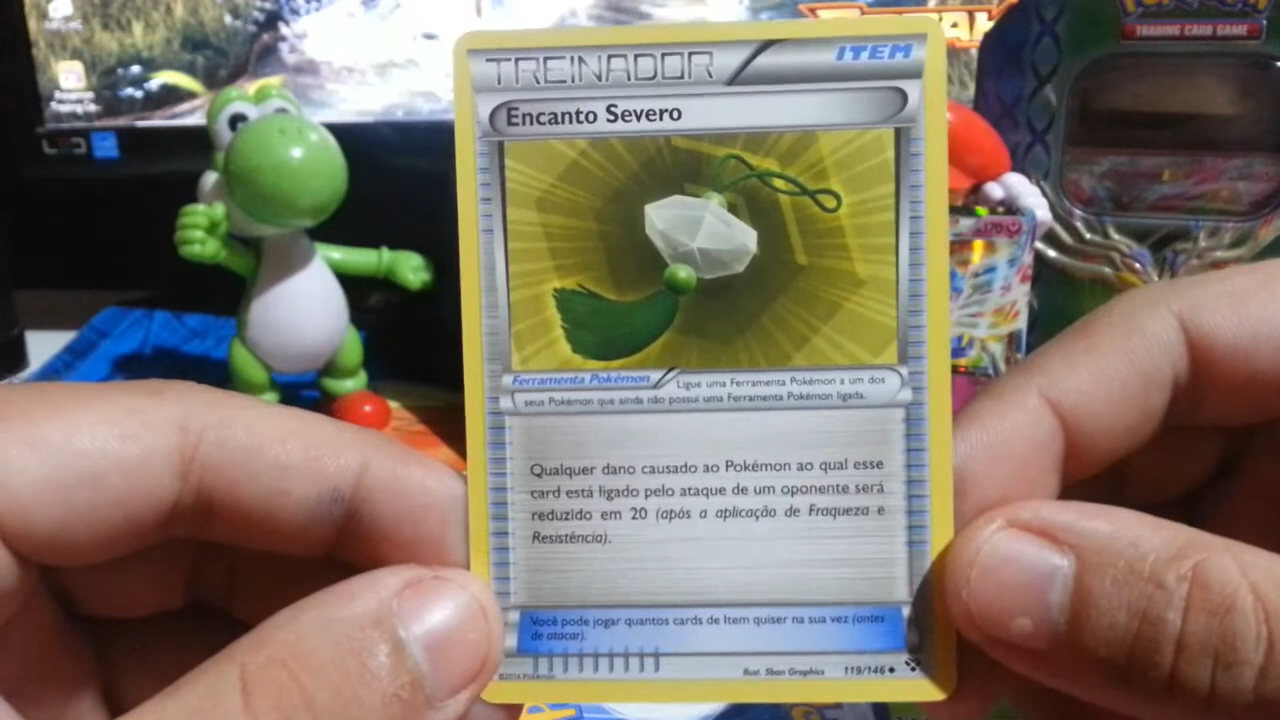 POKÉMON
TRADING CARD GAME
TREINADOR
ITEM
Encanto Severo
Ferramenta Pokémon
Ligue uma Ferramenta Pokémon a um dos
seus Pokémon que ainda não possui uma Ferramenta Pokémon ligada.
Qualquer dano causado ao Pokémon ao qual esse
card está ligado pelo ataque de um oponente será
reduzido em 20 (após a aplicação de Fraqueza e
Resistência).
Você pode jogar quantos cards de Item quiser na sua vez (antes
de atacar).
©2014 Pokémon
Ilust. 5ban Graphics
119/146